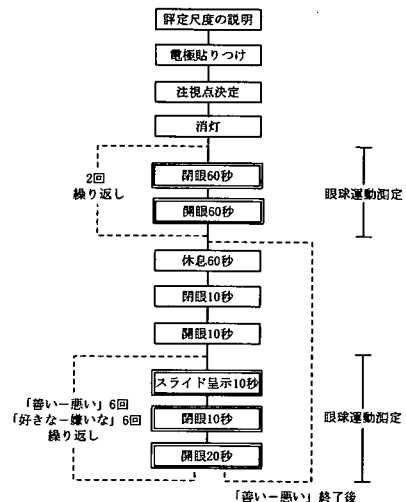 評定尺度の説明
電極貼りつけ
注視点決定
消灯
2回
繰り返し
閉眼60秒
開眼60秒
眼球運動測定
休息60秒
閉眼10秒
開眼10秒
「善い−悪い」6回
「好きな−嫌いな」6回
繰り返し
スライド呈示10秒
閉眼10秒
開眼20秒
眼球運動測定
「善い−悪い」終了後